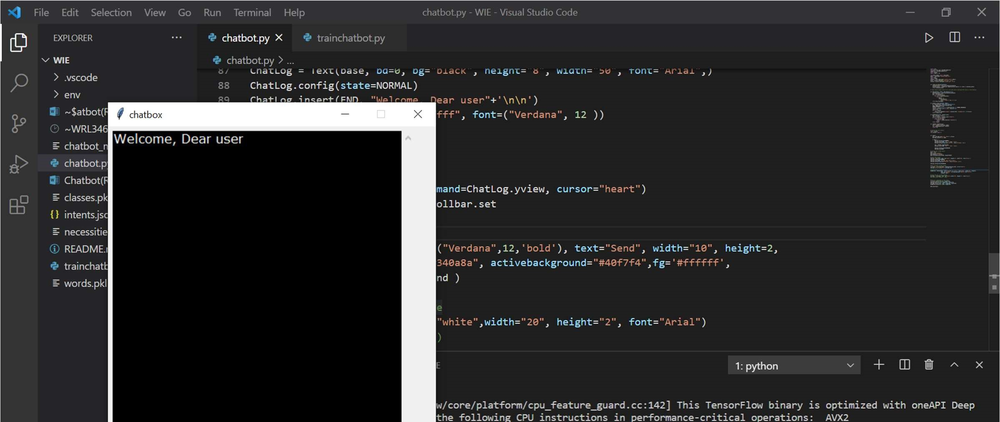 File Edit Selection View Go Run Terminal Help
chatbot.py - WIE - Visual Studio Code
EXPLORER
WIE
.vscode
env
~$atbot(R
~WRL346
chatbot_m
chatbot.py
Chatbot(R
classes.pk
intents.jso
necessitie
README.
trainchatb
words.pkl
chatbot.py
trainchatbot.py
chatbot.py > ...
87 ChatLog = Text(base, bd=0, bg="black", height="8", width="50", font="Arial",)
88 ChatLog.config(state=NORMAL)
89 ChatLog.insert(END, "Welcome, Dear user"+'\n\n')
fff", font=("Verdana", 12 ))
mand=ChatLog.yview, cursor="heart")
ollbar.set
("Verdana",12,'bold'), text="Send", width="10", height=2,
340a8a", activebackground="#40f7f4",fg='#ffffff',
nd )
e
"white",width="20", height="2", font="Arial")
)
chatbox
Welcome, Dear user
E
1: python
w/core/platform/cpu_feature_guard.cc:142] This TensorFlow binary is optimized with oneAPI Deep
the following CPU instructions in performance-critical operations: AVX2